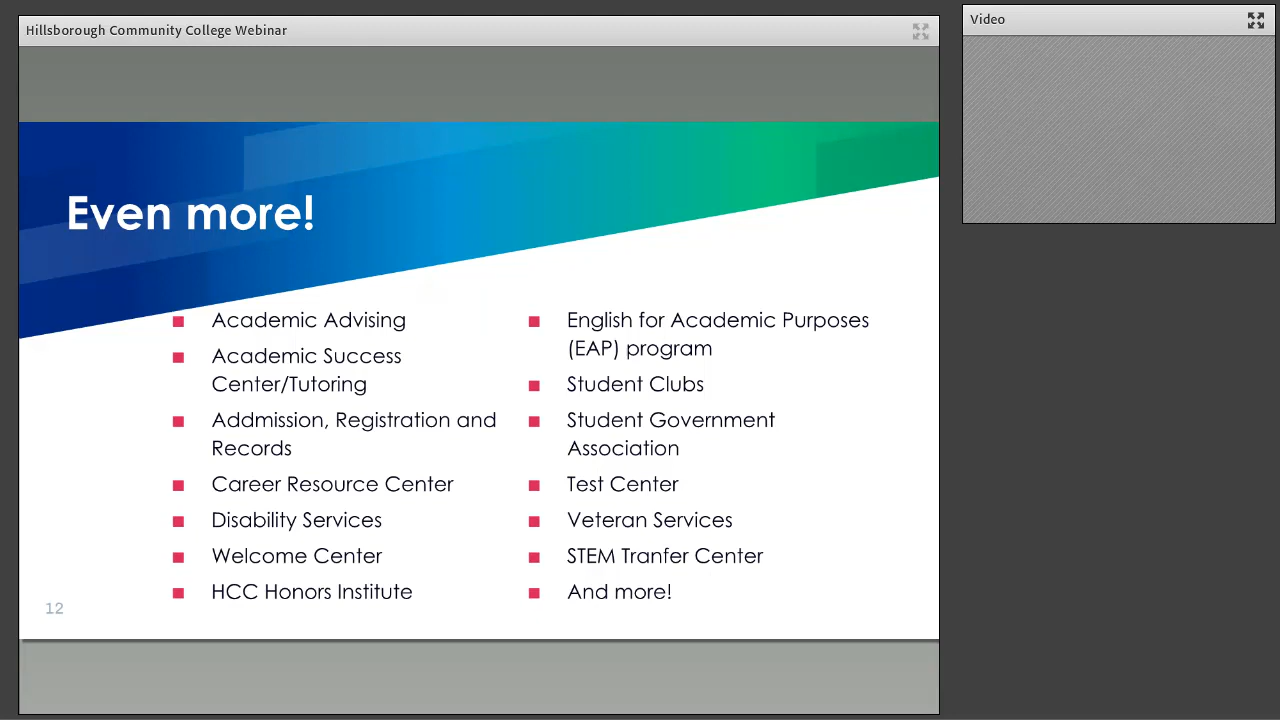 Hillsborough Community College Webinar
Video
Even more!
Academic Advising
Academic Success
Center/Tutoring
Addmission, Registration and
Records
Career Resource Center
Disability Services
Welcome Center
HCC Honors Institute
English for Academic Purposes
(EAP) program
Student Clubs
Student Government
Association
Test Center
Veteran Services
STEM Tranfer Center
And more!
12